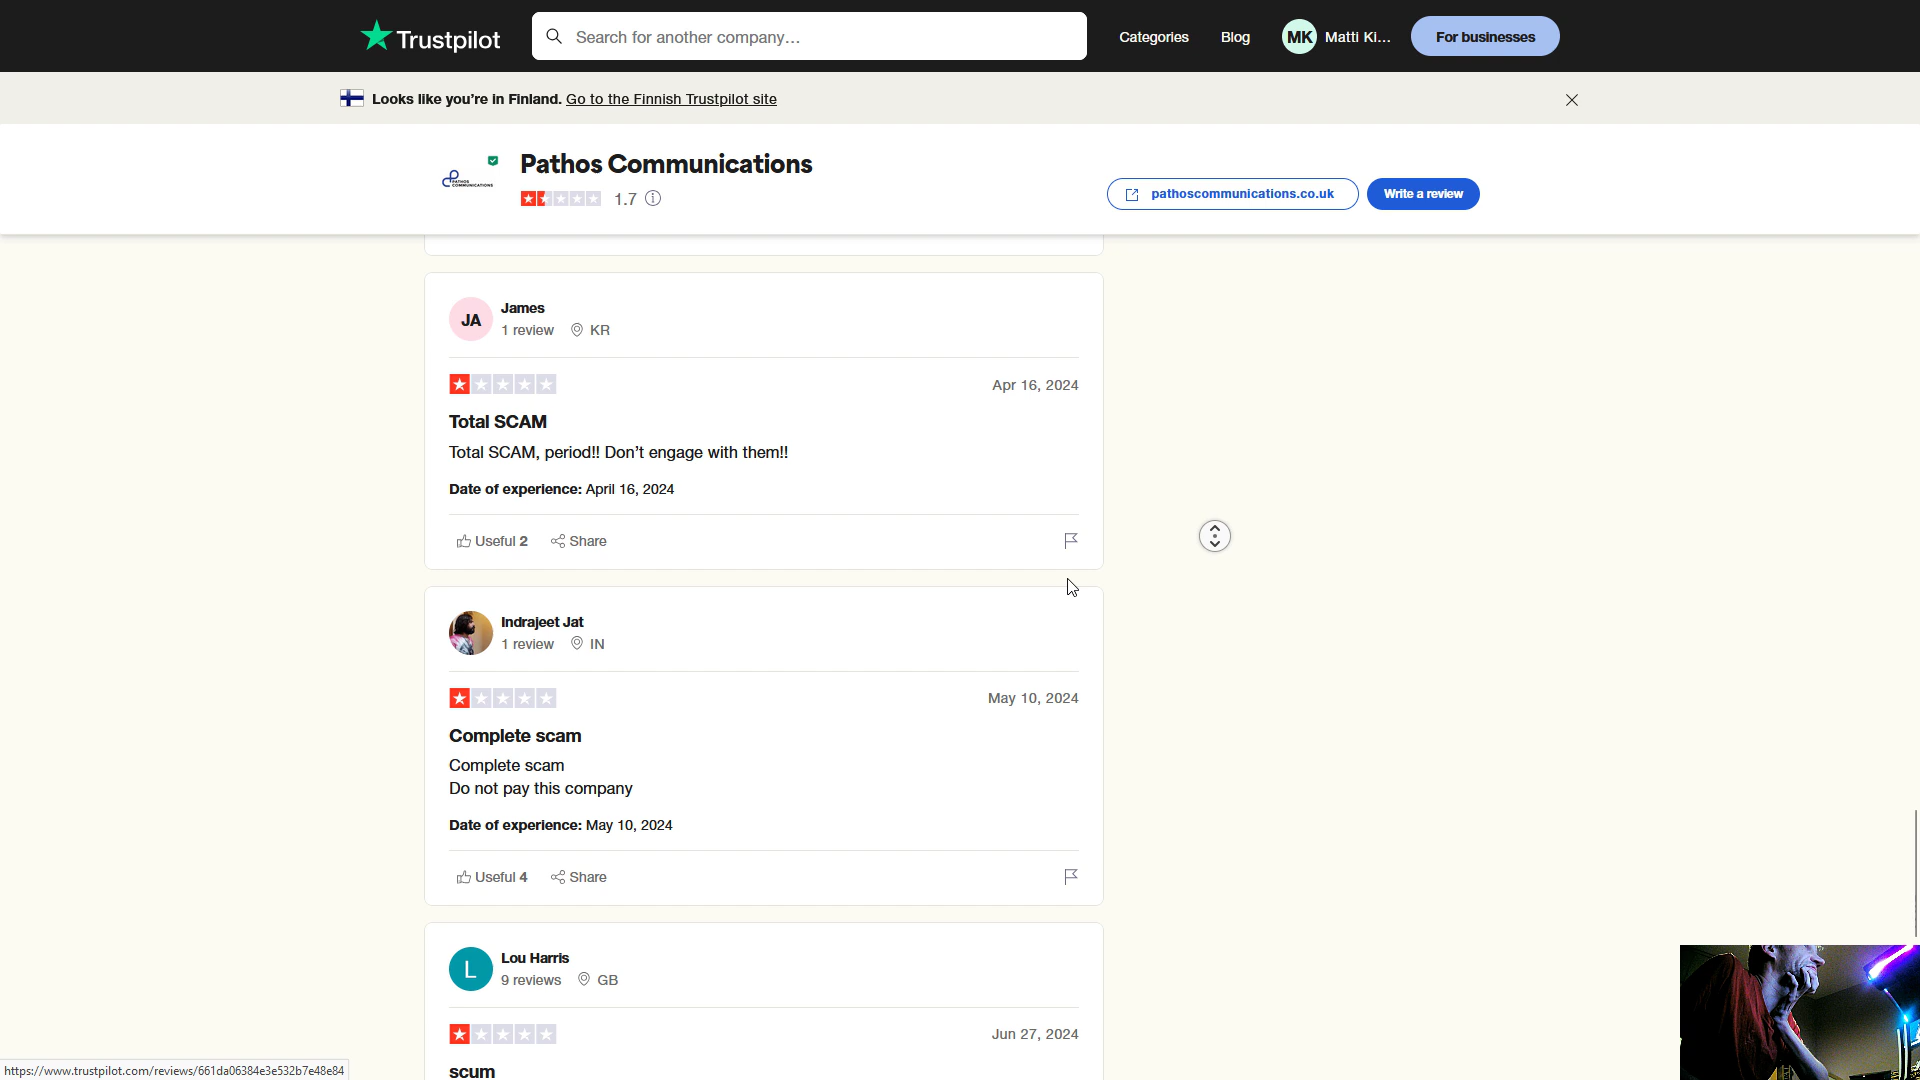 Trustpilot
Search for another company...
Categories
Blog
MK
Matti Ki...
For businesses
Looks like you're in Finland. Go to the Finnish Trustpilot site
PATHOS
COMMUNICATIONS
Pathos Communications
1.7
pathoscommunications.co.uk
Write a review
JA
James
1 review
KR
Apr 16, 2024
Total SCAM
Total SCAM, period!! Don't engage with them!!
Date of experience: April 16, 2024
Useful 2
Share
Indrajeet Jat
1 review
IN
May 10, 2024
Complete scam
Complete scam
Do not pay this company
Date of experience: May 10, 2024
Useful 4
Share
L
Lou Harris
9 reviews
GB
Jun 27, 2024
scum
https://www.trustpilot.com/reviews/661da06384e3e532b7e48e84